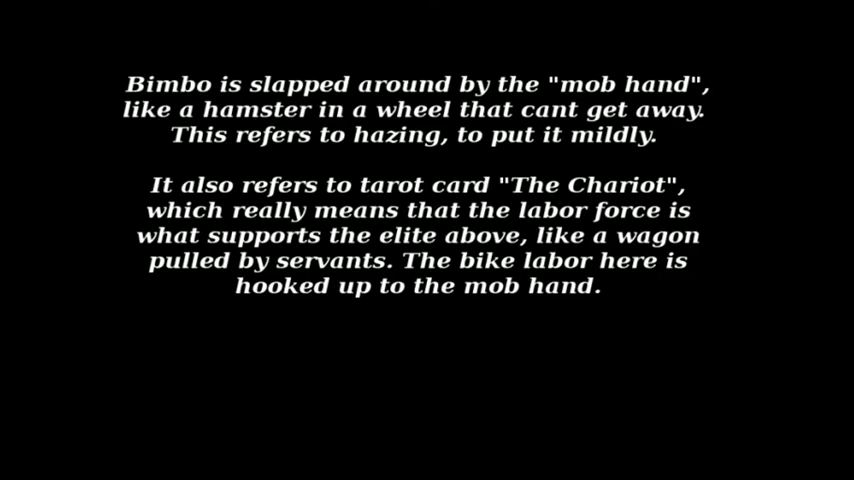 Bimbo is slapped around by the "mob hand",
like a hamster in a wheel that cant get away.
This refers to hazing, to put it mildly.
It also refers to tarot card "The Chariot",
which really means that the labor force is
what supports the elite above, like a wagon
pulled by servants. The bike labor here is
hooked up to the mob hand.